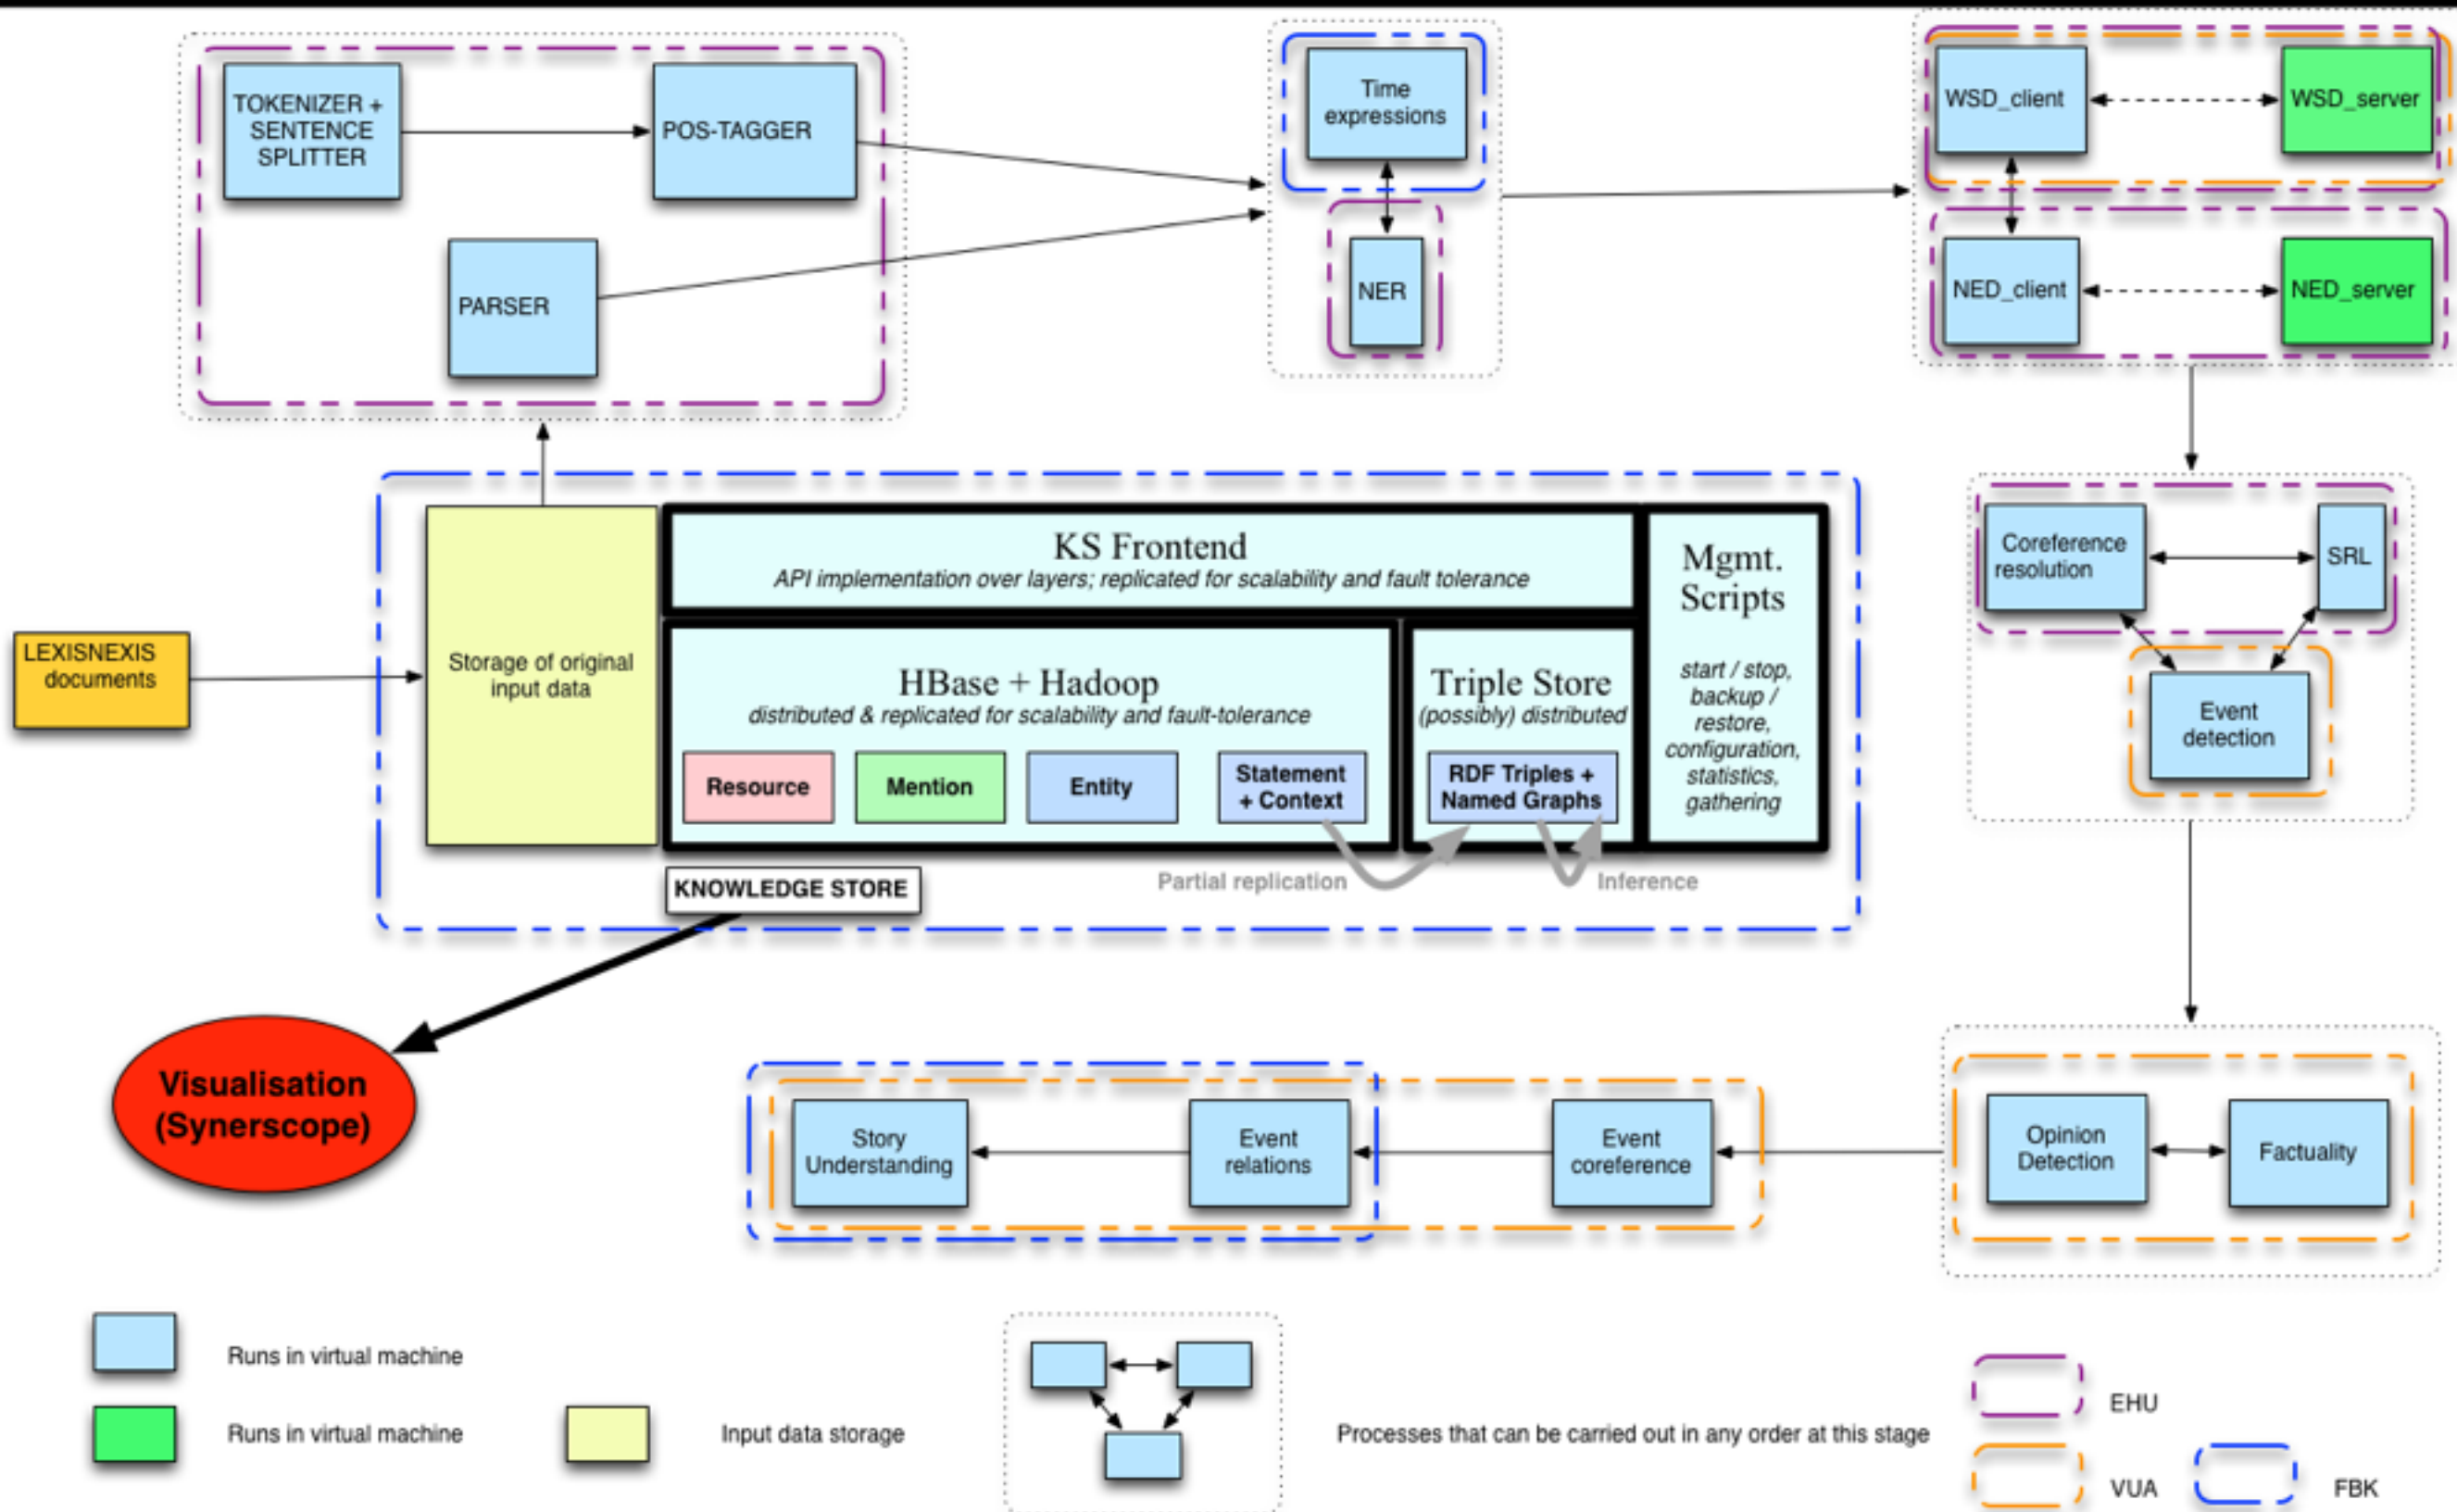 TOKENIZER +
SENTENCE
SPLITTER
POS-TAGGER
PARSER
Time
expressions
NER
WSD_client
WSD_server
NED_client
NED_server
LEXISNEXIS
documents
Storage of original
input data
KS Frontend
API implementation over layers; replicated for scalability and fault tolerance
HBase + Hadoop
distributed & replicated for scalability and fault-tolerance
Resource
Mention
Entity
Statement
+ Context
Triple Store
(possibly) distributed
RDF Triples +
Named Graphs
Mgmt.
Scripts
start / stop,
backup /
restore,
configuration,
statistics,
gathering
Partial replication
Inference
KNOWLEDGE STORE
Coreference
resolution
SRL
Event
detection
Visualisation
(Synerscope)
Story
Understanding
Event
relations
Event
coreference
Opinion
Detection
Factuality
Runs in virtual machine
Runs in virtual machine
Input data storage
Processes that can be carried out in any order at this stage
EHU
VUA
FBK